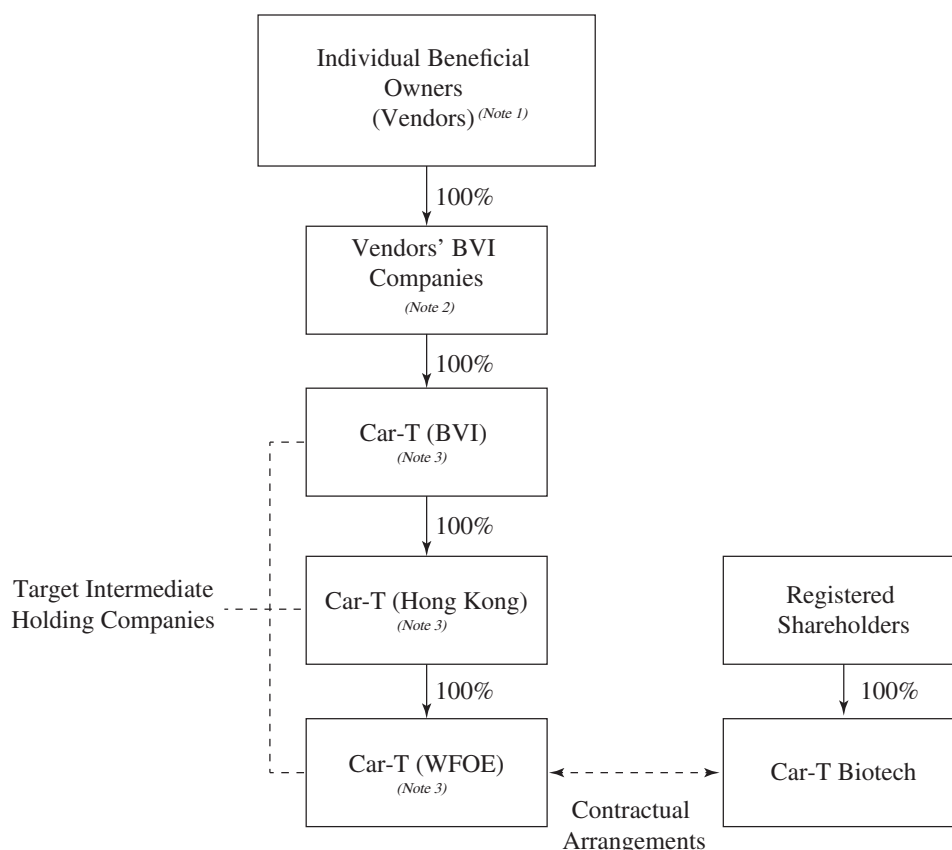 Individual Beneficial
Owners
(Vendors) (Note 1)
100%
Vendors’ BVI
Companies
(Note 2)
100%
Car-T (BVI)
(Note 3)
100%
Target Intermediate
Holding Companies
Car-T (Hong Kong)
(Note 3)
Registered
Shareholders
100%
100%
Car-T (WFOE)
(Note 3)
Car-T Biotech
Contractual
Arrangements